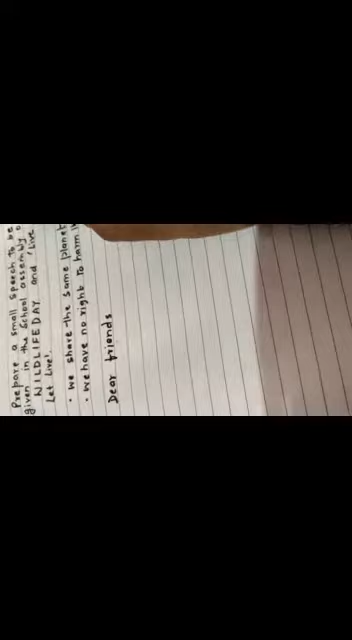 Prepare a small speech to be
given in the School assembly
WILDLIFE DAY and 'Live
Let Live'.
• We share the same planet
• we have no right to harm
Dear friends